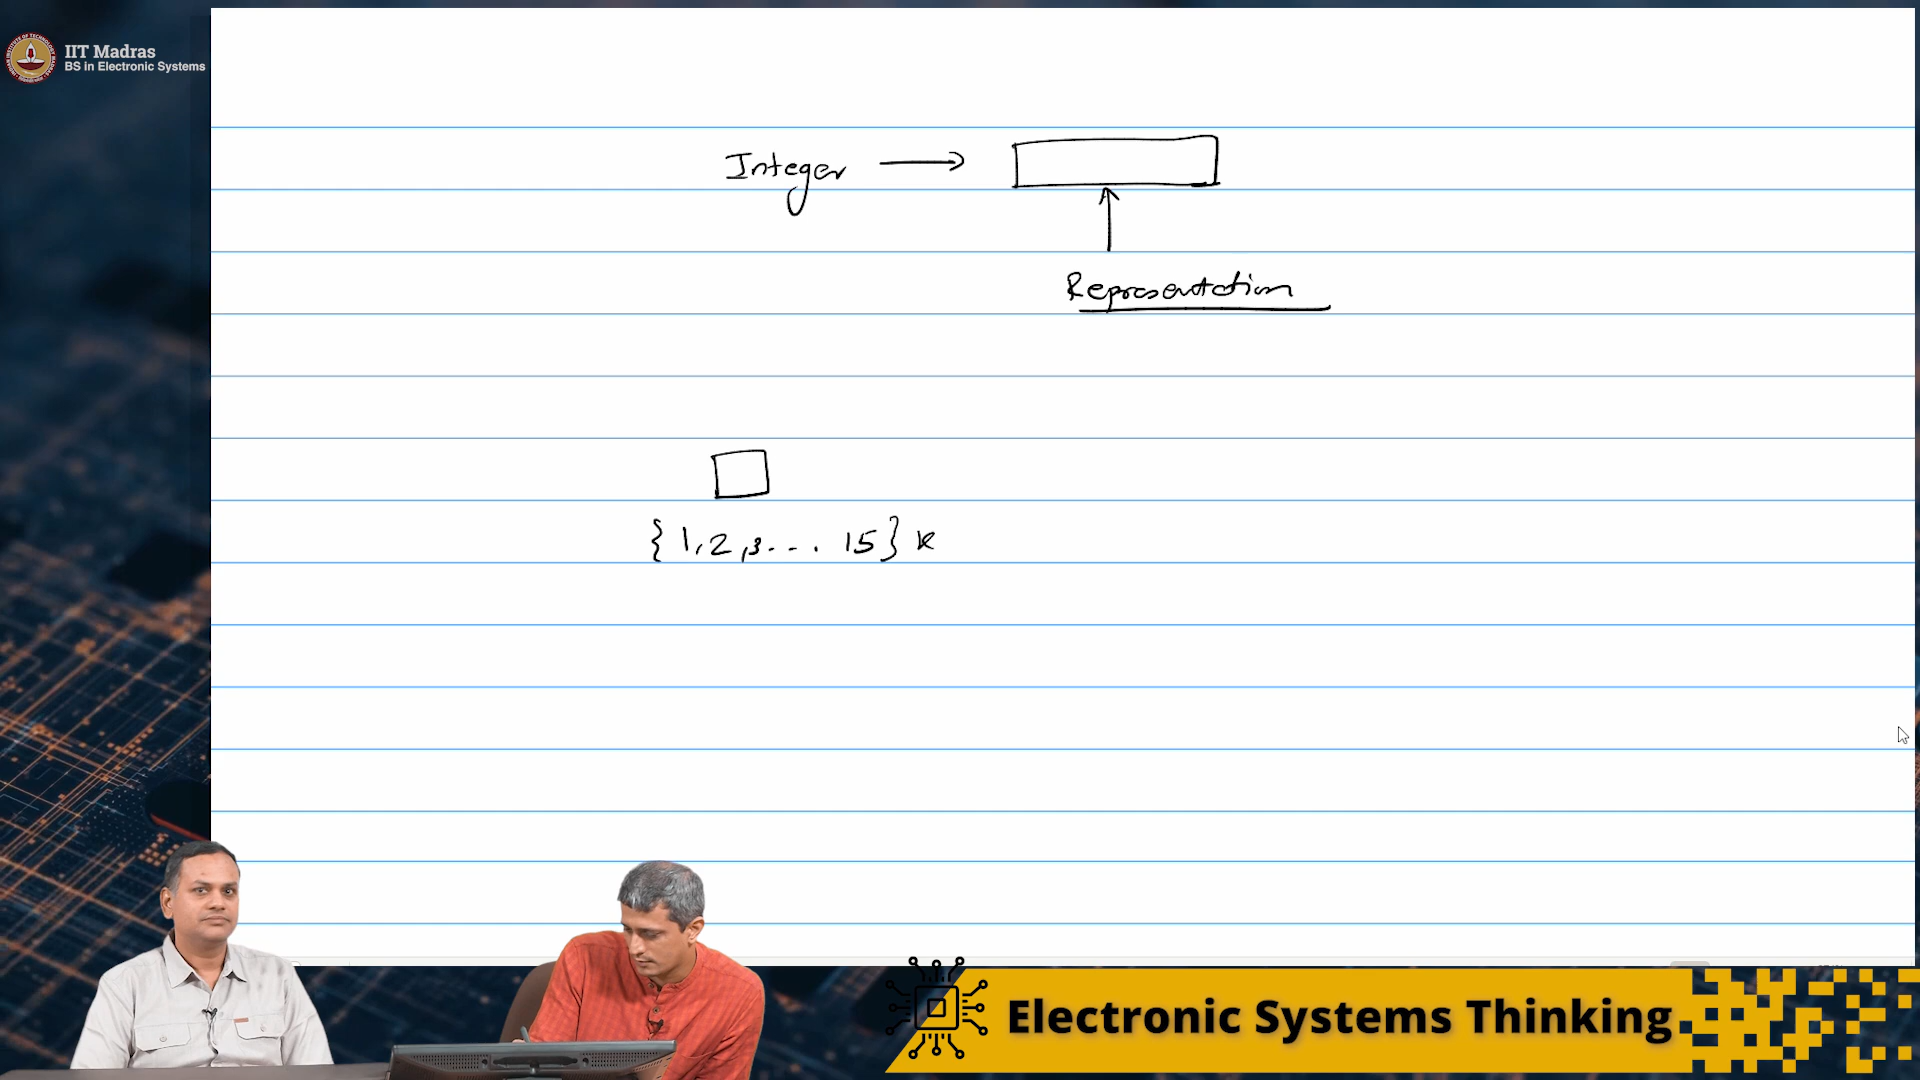 IIT Madras
BS in Electronic Systems
Integer →
Representation
{1,2,3... 15} k
Electronic Systems Thinking